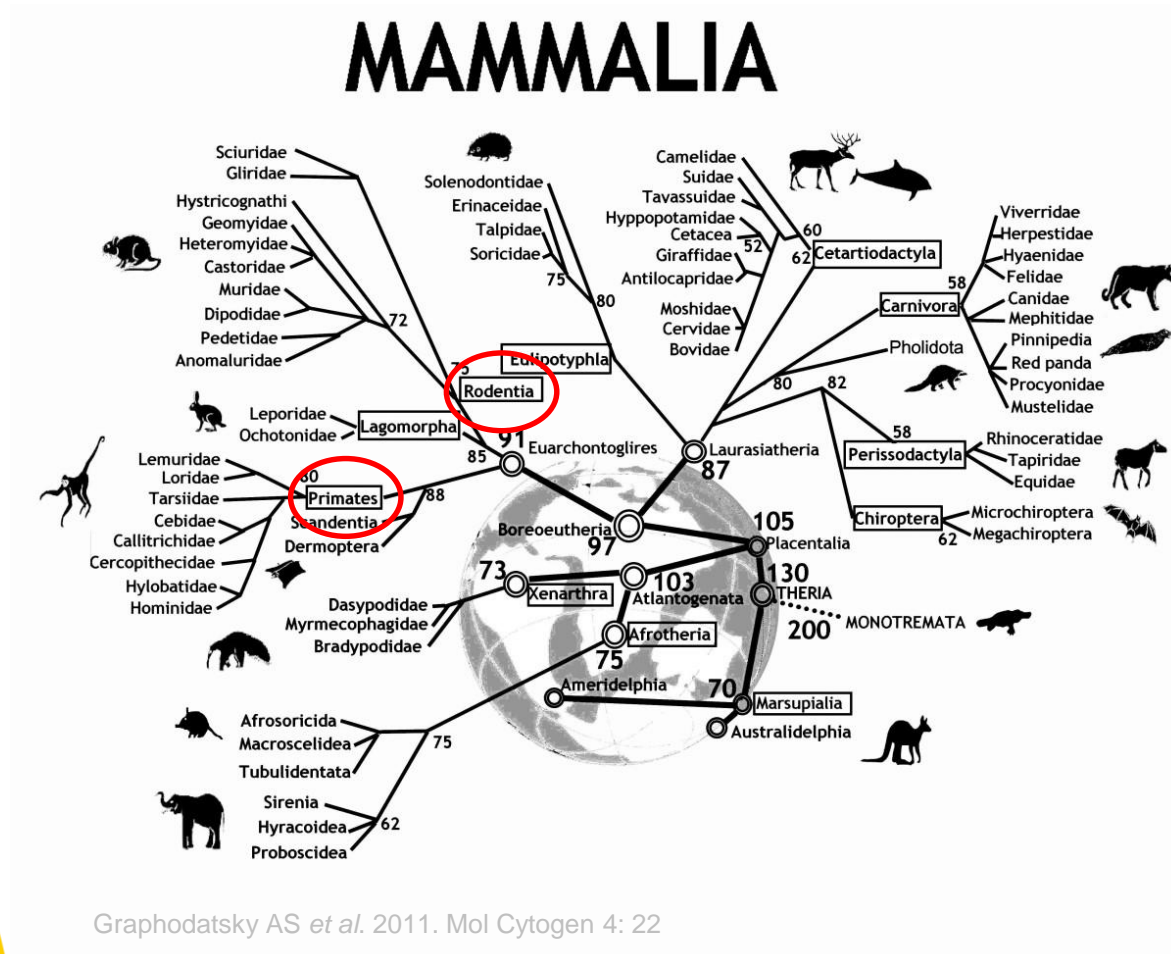 MAMMALIA
Sciuridae
Gliridae
Hystricognathi
Geomyidae
Heteromyidae
Castoridae
Muridae
Dipodidae
Pedetidae
Anomaluridae
72
75
Rodentia
Solenodontidae
Erinaceidae
Talpidae
Soricidae
75
80
Eulipotyphla
Camelidae
Suidae
Tavassuidae
Hyppopotamidae
Cetacea
Giraffidae
Antilocapridae
Moshidae
Cervidae
Bovidae
52
60
62
Cetartiodactyla
Viverridae
Herpestidae
Hyaenidae
Felidae
Canidae
Mephitidae
Pinnipedia
Red panda
Procyonidae
Mustelidae
58
Carnivora
Pholidota
80
82
58
Perissodactyla
Rhinoceratidae
Tapiridae
Equidae
Chiroptera
62
Microchiroptera
Megachiroptera
Leporidae
Ochotonidae
Lagomorpha
85
91
Euarchontoglires
Laurasiatheria
87
Lemuridae
Loridae
Tarsiidae
Cebidae
Callitrichidae
Cercopithecidae
Hylobatidae
Hominidae
80
Primates
88
Scandentia
Dermoptera
Boreoeutheria
97
105
Placentalia
130
THERIA
200
MONOTREMATA
73
Xenarthra
103
Atlantogenata
Dasypodidae
Myrmecophagidae
Bradypodidae
Afrotheria
75
Ameridelphia
70
Marsupialia
Australidelphia
Afrosoricida
Macroscelidea
Tubulidentata
75
Sirenia
Hyracoidea
Proboscidea
62
Graphodatsky AS et al. 2011. Mol Cytogen 4: 22